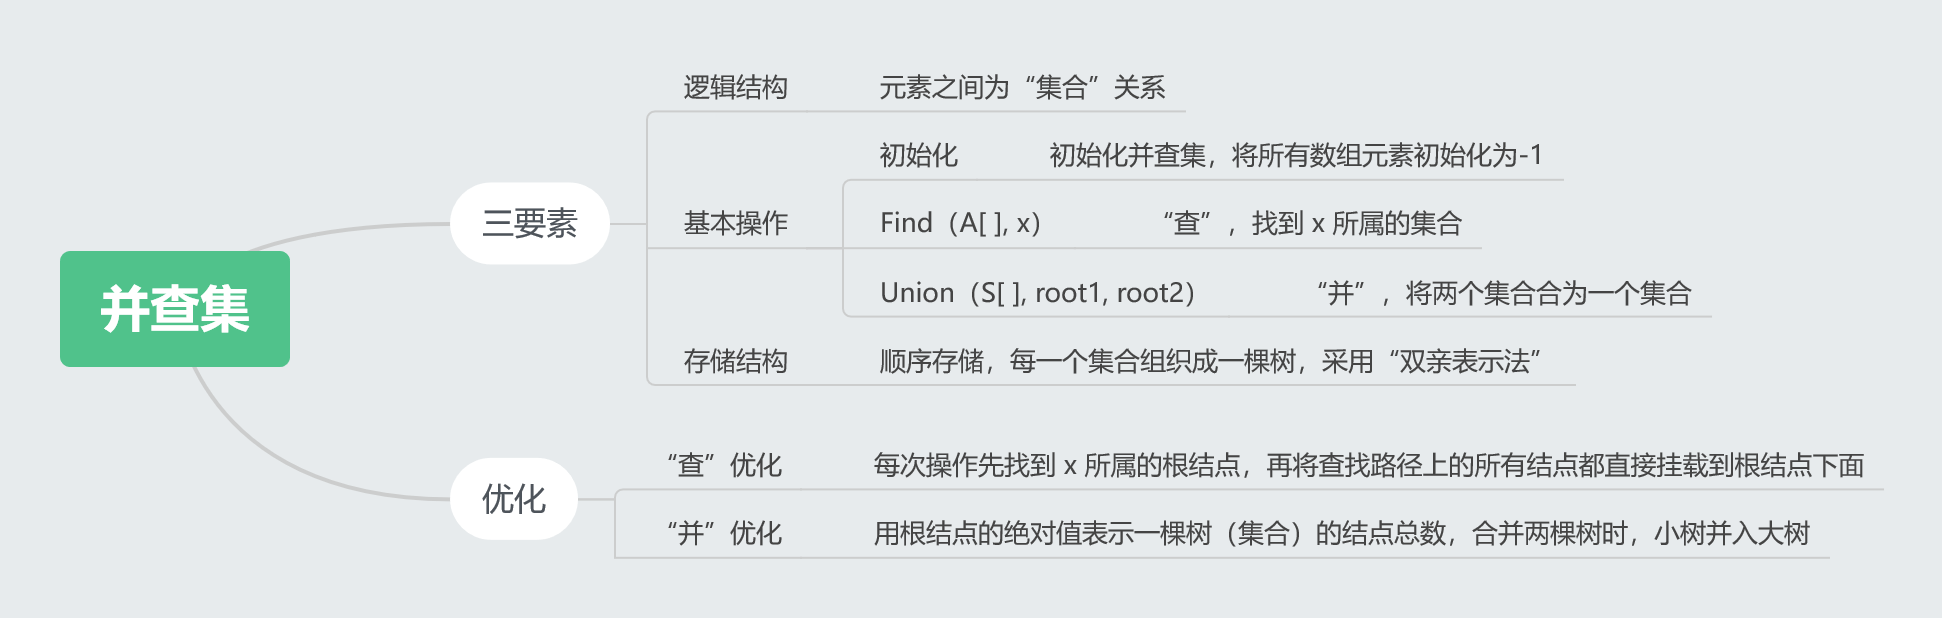 并查集
三要素
逻辑结构 元素之间为“集合”关系
基本操作
初始化 初始化并查集，将所有数组元素初始化为-1
Find（A[ ], x） “查”，找到 x 所属的集合
Union（S[ ], root1, root2） “并”，将两个集合合为一个集合
存储结构 顺序存储，每一个集合组织成一棵树，采用“双亲表示法”
优化
“查”优化 每次操作先找到 x 所属的根结点，再将查找路径上的所有结点都直接挂载到根结点下面
“并”优化 用根结点的绝对值表示一棵树（集合）的结点总数，合并两棵树时，小树并入大树